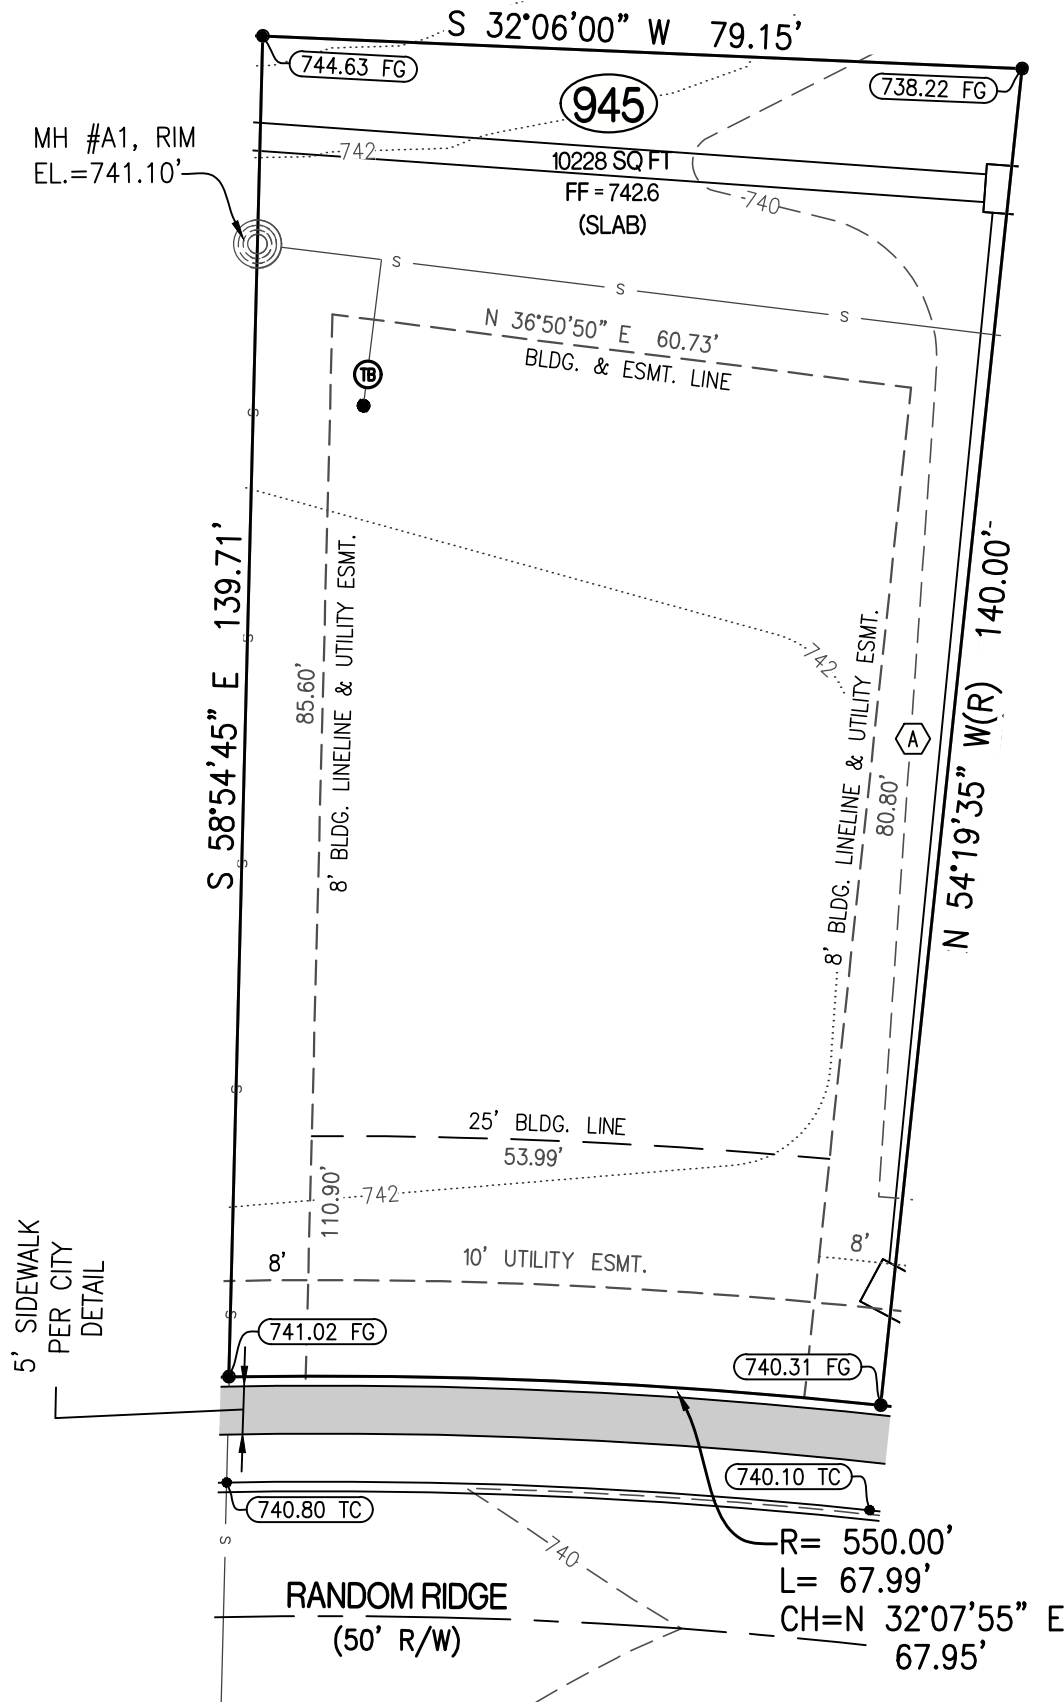 S 32°06'00" W 79.15'
744.63 FG
738.22 FG
945
MH #A1, RIM
EL.=741.10'
742
10228 SQ FT
FF = 742.6
(SLAB)
740
S
S
S
N 36°50'50" E 60.73'
BLDG. & ESMT. LINE
TB
S
S 58°54'45" E 139.71'
85.60'
8' BLDG. LINELINE & UTILITY ESMT.
742
8' BLDG. LINELINE & UTILITY ESMT.
80.80'
A
N 54°19'35" W(R) 140.00'
S
S
S
25' BLDG. LINE
53.99'
110.90'
742
8'
10' UTILITY ESMT.
8'
5' SIDEWALK
PER CITY
DETAIL
S
741.02 FG
740.31 FG
740.10 TC
740.80 TC
S
740
R= 550.00'
L= 67.99'
CH=N 32°07'55" E
67.95'
RANDOM RIDGE
(50' R/W)